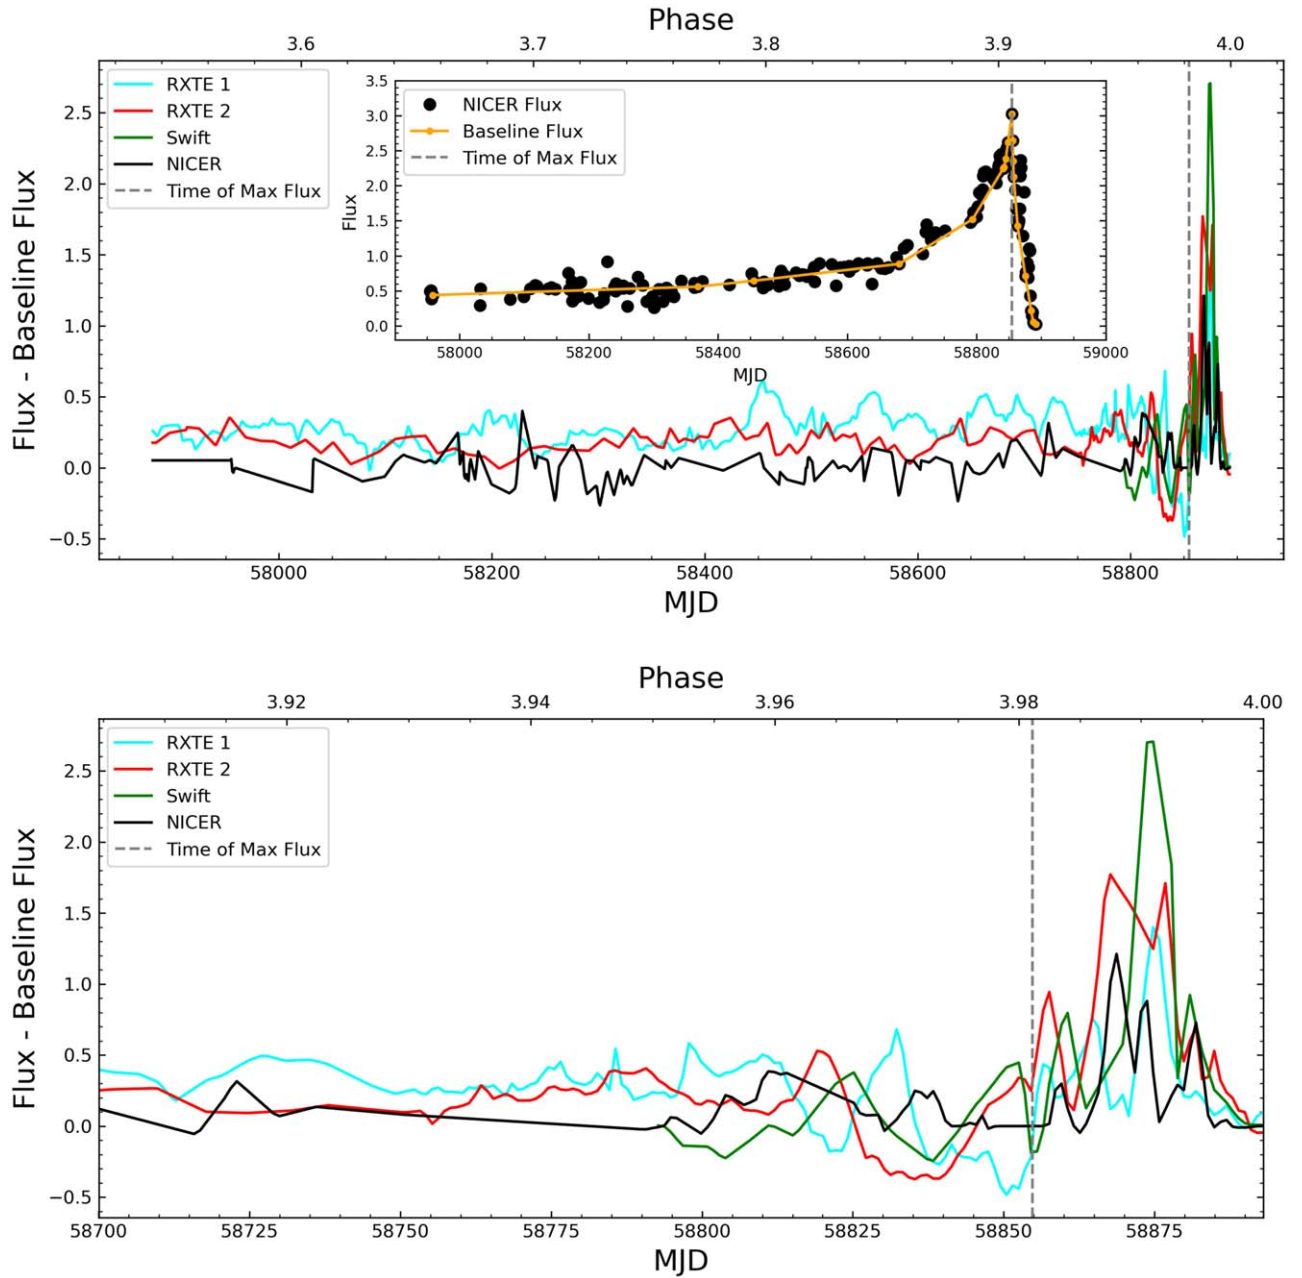 Phase
3.6 3.7 3.8 3.9 4.0
RXTE 1
RXTE 2
Swift
NICER
Time of Max Flux
Flux - Baseline Flux
2.5
2.0
1.5
1.0
0.5
0.0
−0.5
NICER Flux
Baseline Flux
Time of Max Flux
Flux
3.5
3.0
2.5
2.0
1.5
1.0
0.5
0.0
58000 58200 58400 58600 58800 59000
MJD
58000 58200 58400 58600 58800
MJD
Phase
3.92 3.94 3.96 3.98 4.00
RXTE 1
RXTE 2
Swift
NICER
Time of Max Flux
Flux - Baseline Flux
2.5
2.0
1.5
1.0
0.5
0.0
−0.5
58700 58725 58750 58775 58800 58825 58850 58875
MJD